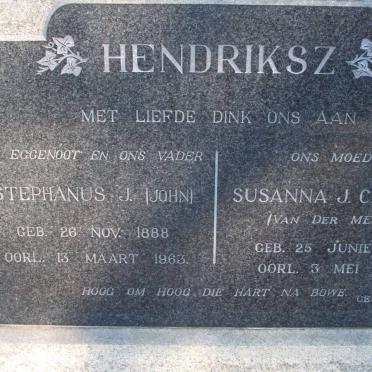 HENDRIKSZ
MET LIEFDE DINK ONS AAN
EGGENOOT EN ONS VADER
STEPHANUS J. (JOHN)
GEB. 26 NOV. 1888
OORL. 13 MAART 1963.
ONS MOED
SUSANNA J. C
(VAN DER ME
GEB. 25 JUNIE
OORL. 3 MEI
HOOG OM HOOG, DIE HART NA BOWE. GE